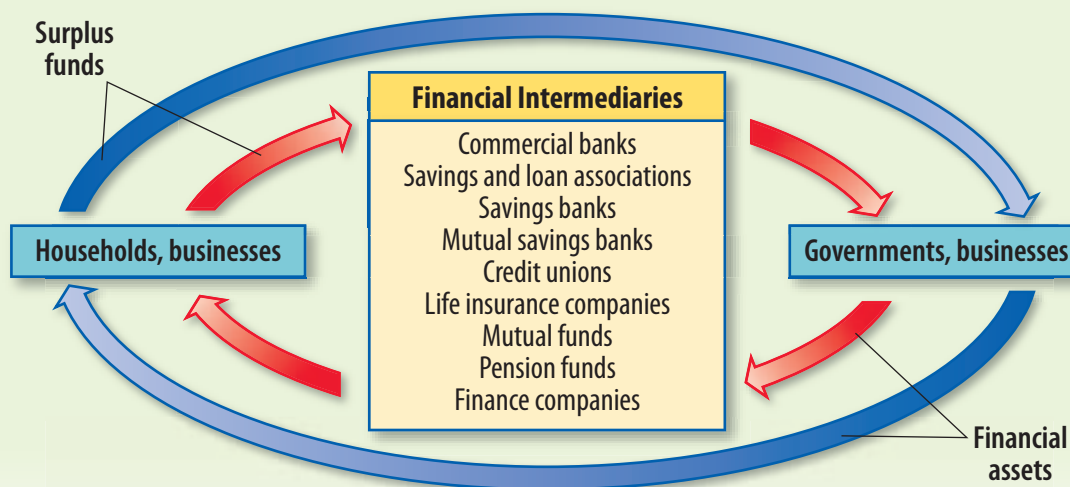 Surplus
funds
Financial Intermediaries
Commercial banks
Savings and loan associations
Savings banks
Mutual savings banks
Credit unions
Life insurance companies
Mutual funds
Pension funds
Finance companies
Households, businesses
Governments, businesses
Financial
assets